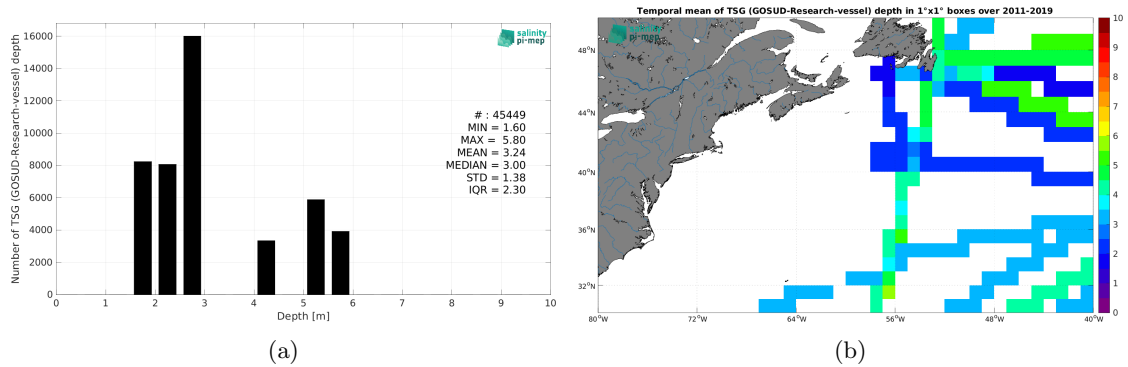 Number of TSG (GOSUD-Research-vessel) depth
16000
14000
12000
10000
8000
6000
4000
2000
0
0 1 2 3 4 5 6 7 8 9 10
Depth [m]
salinity
pi-mep
# : 45449
MIN = 1.60
MAX = 5.80
MEAN = 3.24
MEDIAN = 3.00
STD = 1.38
IQR = 2.30
(a)
Temporal mean of TSG (GOSUD-Research-vessel) depth in 1°x1° boxes over 2011-2019
salinity
pi-mep
48°N
44°N
40°N
36°N
32°N
80°W 72°W 64°W 56°W 48°W 40°W
10
9
8
7
6
5
4
3
2
1
0
(b)